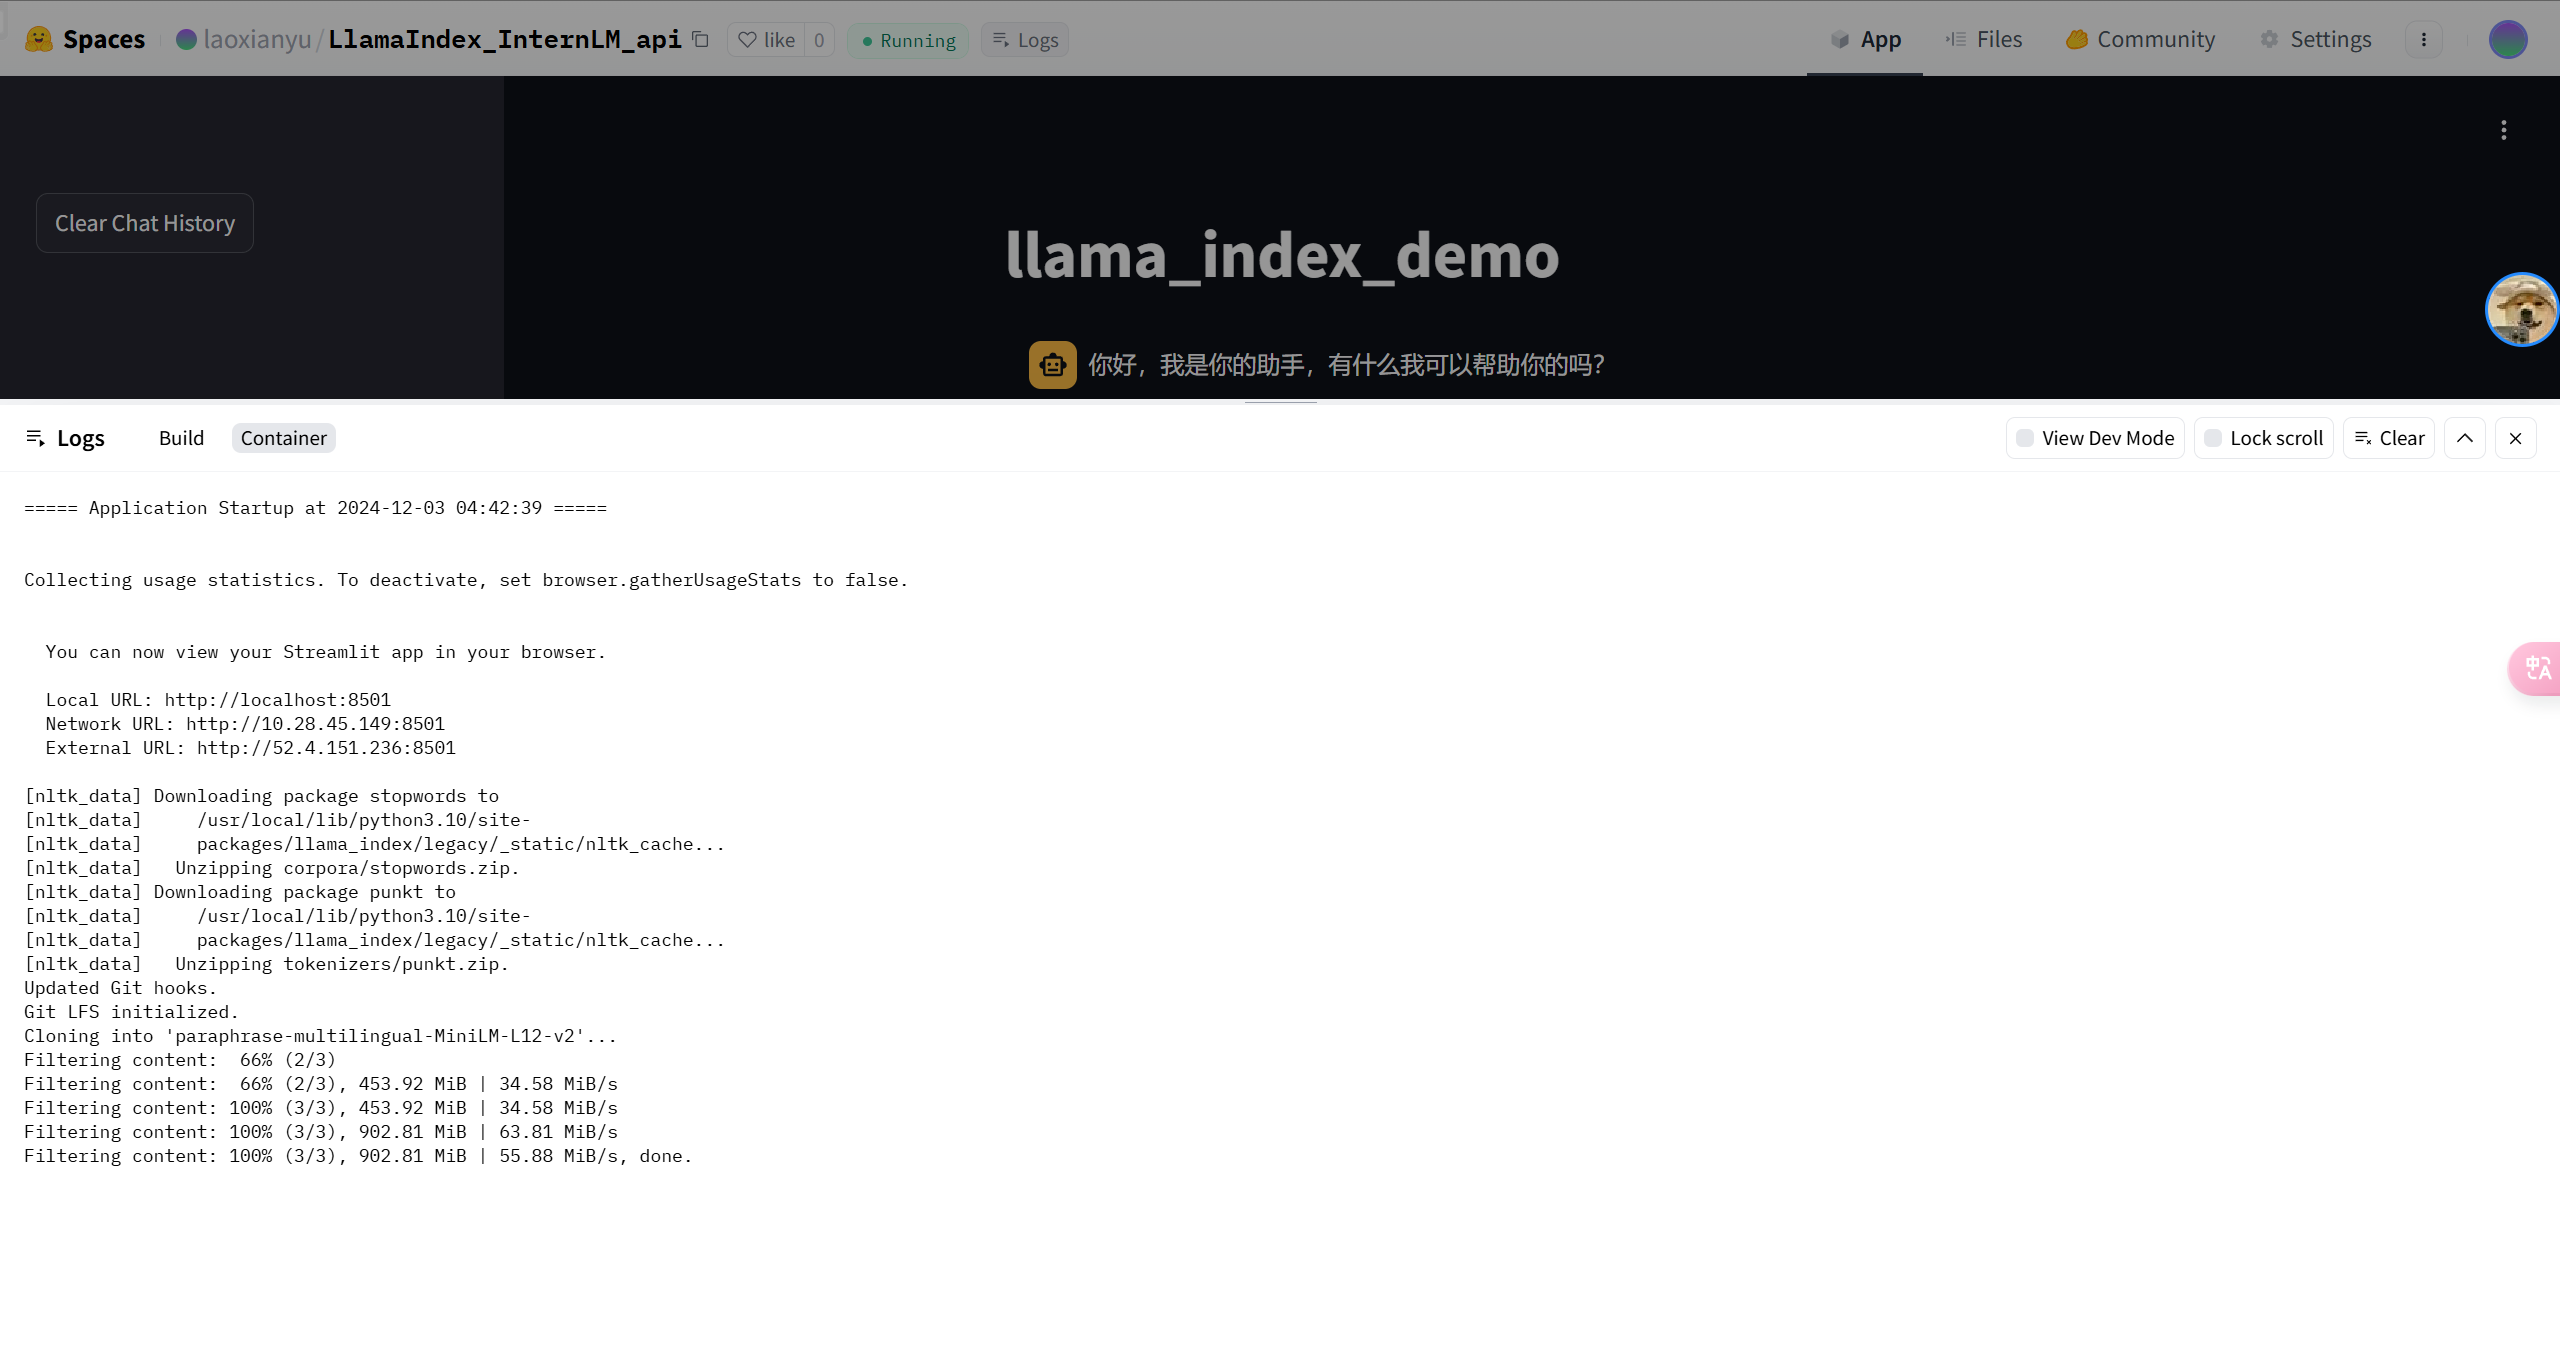 Spaces laoxianyu / LlamaIndex_InternLM_api like 0 Running Logs App Files Community Settings
Clear Chat History
llama_index_demo
你好，我是你的助手，有什么我可以帮助你的吗？
Logs Build Container View Dev Mode Lock scroll Clear
===== Application Startup at 2024-12-03 04:42:39 =====
Collecting usage statistics. To deactivate, set browser.gatherUsageStats to false.
You can now view your Streamlit app in your browser.
Local URL: http://localhost:8501
Network URL: http://10.28.45.149:8501
External URL: http://52.4.151.236:8501
[nltk_data] Downloading package stopwords to
[nltk_data]     /usr/local/lib/python3.10/site-
[nltk_data]     packages/llama_index/legacy/_static/nltk_cache...
[nltk_data]   Unzipping corpora/stopwords.zip.
[nltk_data] Downloading package punkt to
[nltk_data]     /usr/local/lib/python3.10/site-
[nltk_data]     packages/llama_index/legacy/_static/nltk_cache...
[nltk_data]   Unzipping tokenizers/punkt.zip.
Updated Git hooks.
Git LFS initialized.
Cloning into 'paraphrase-multilingual-MiniLM-L12-v2'...
Filtering content:  66% (2/3)
Filtering content:  66% (2/3), 453.92 MiB | 34.58 MiB/s
Filtering content: 100% (3/3), 453.92 MiB | 34.58 MiB/s
Filtering content: 100% (3/3), 902.81 MiB | 63.81 MiB/s
Filtering content: 100% (3/3), 902.81 MiB | 55.88 MiB/s, done.